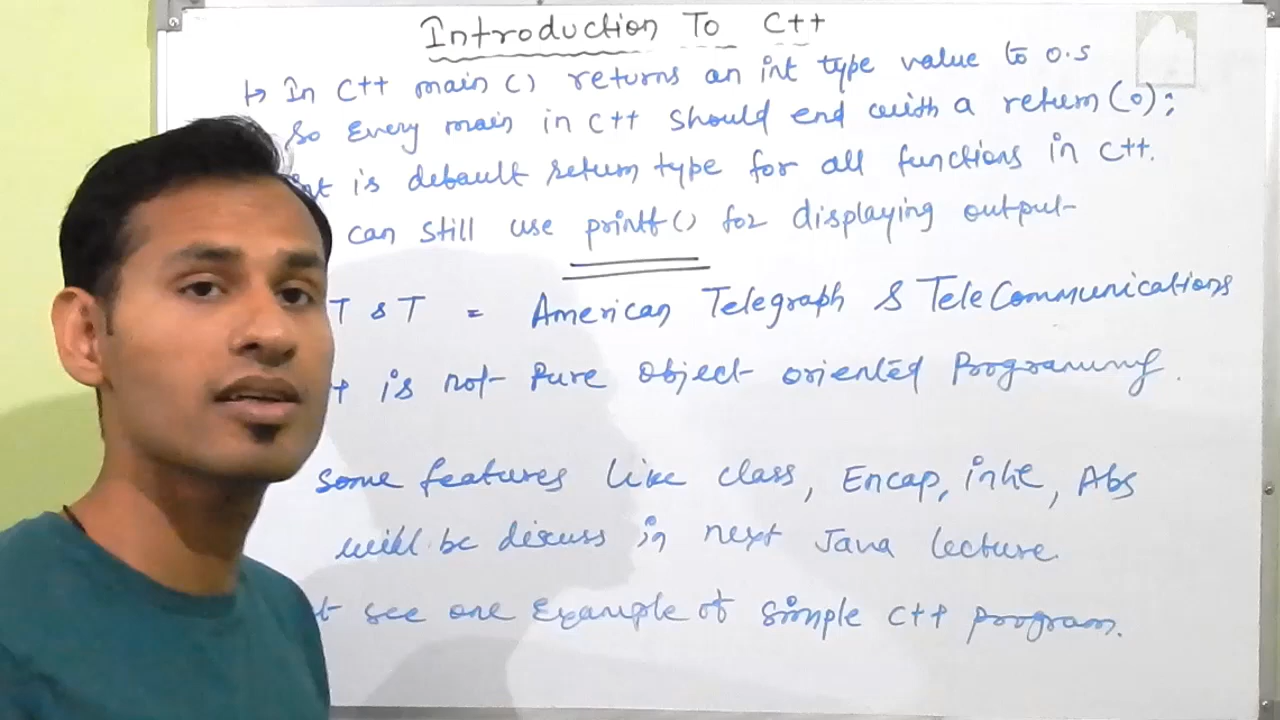 Introduction To C++
↦ In C++ main() returns an int type value to O.S
So Every main in C++ should end with a return(0);
int is default return type for all functions in C++.
can still use printf() for displaying output
T & T = American Telegraph & TeleCommunications
is not Pure Object oriented Programming.
Some features like class, Encap, inhe, Abs
will be discuss in next Java lecture
see one Example of simple C++ program.